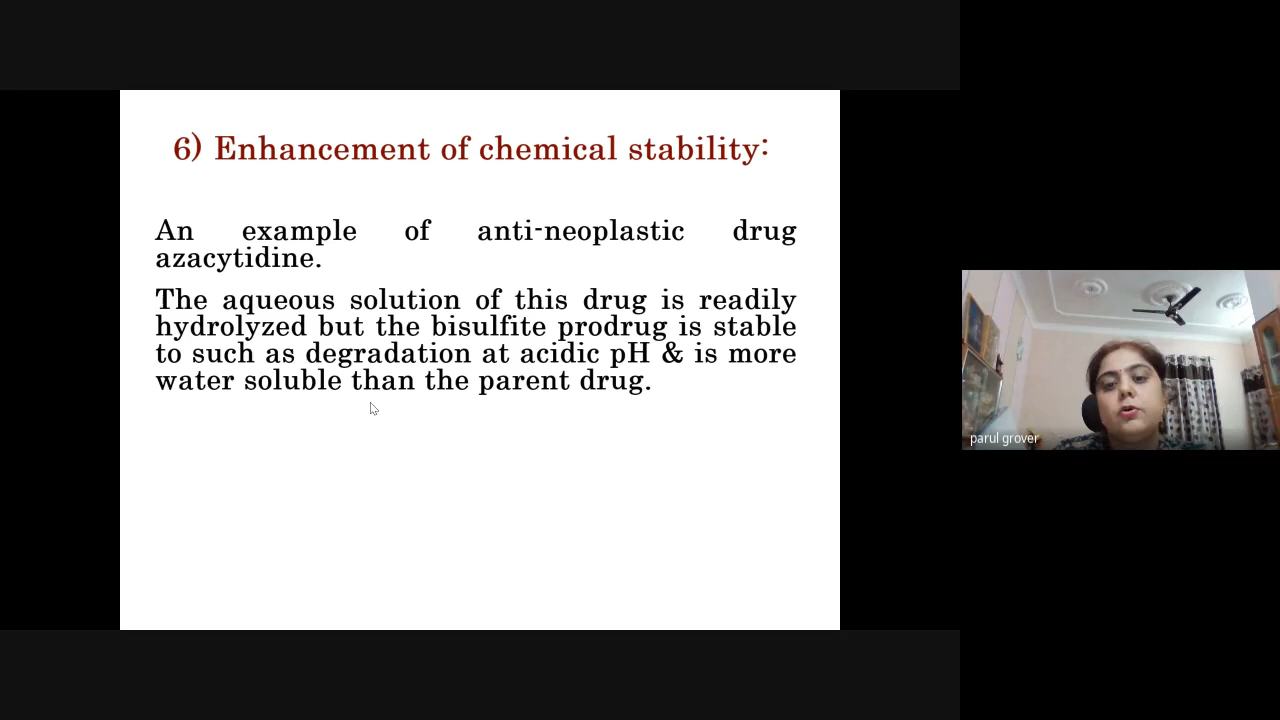 6) Enhancement of chemical stability:
An example of anti-neoplastic drug
azacytidine.
The aqueous solution of this drug is readily
hydrolyzed but the bisulfite prodrug is stable
to such as degradation at acidic pH & is more
water soluble than the parent drug.
parul grover